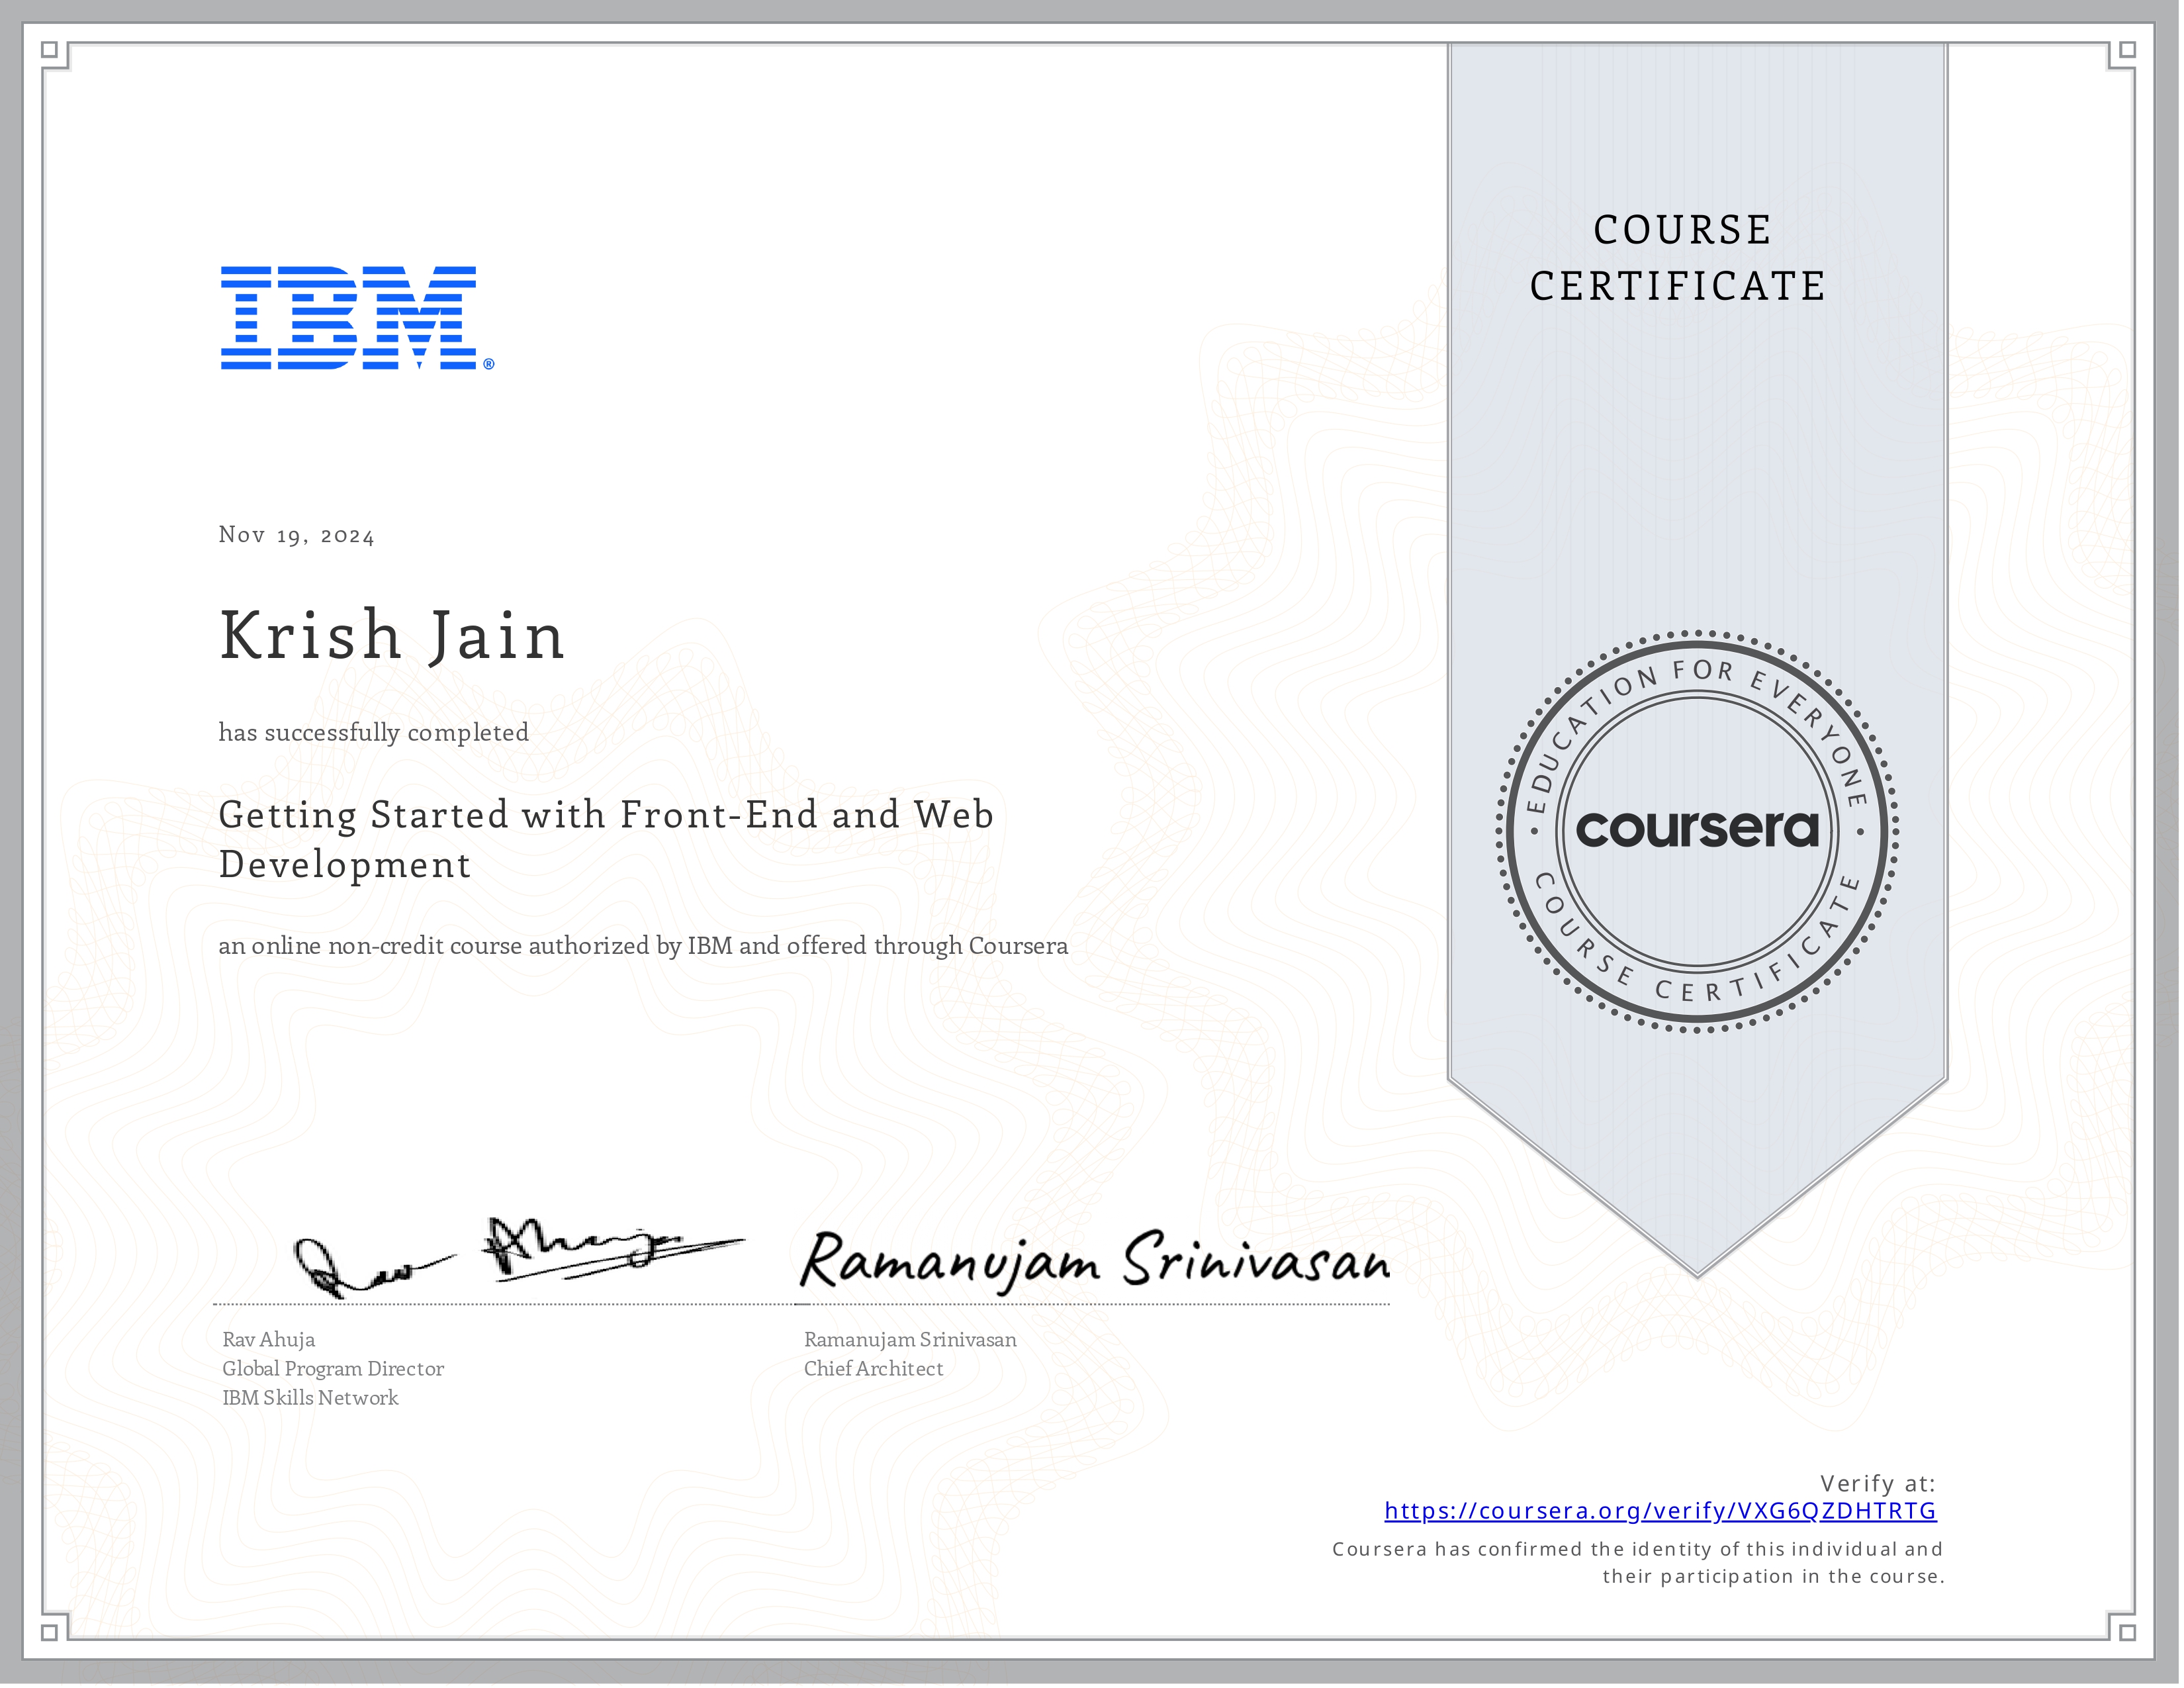 IBM®
COURSE
CERTIFICATE
Nov 19, 2024
Krish Jain
has successfully completed
Getting Started with Front-End and Web
Development
an online non-credit course authorized by IBM and offered through Coursera
EDUCATION FOR EVERYONE
coursera
COURSE CERTIFICATE
Rav Ahuja
Ramanujam Srinivasan
Rav Ahuja
Global Program Director
IBM Skills Network
Ramanujam Srinivasan
Chief Architect
Verify at:
https://coursera.org/verify/VXG6QZDHTRTG
Coursera has confirmed the identity of this individual and
their participation in the course.